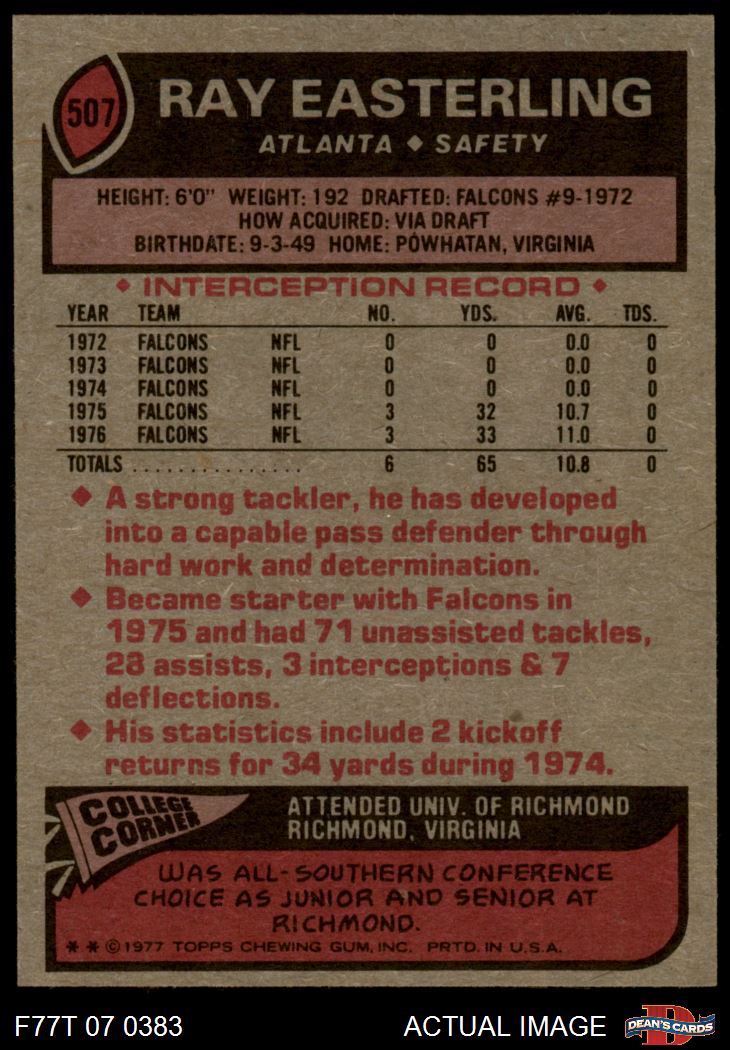 507
RAY EASTERLING
ATLANTA ◆ SAFETY
HEIGHT: 6'0" WEIGHT: 192 DRAFTED: FALCONS #9-1972
HOW ACQUIRED: VIA DRAFT
BIRTHDATE: 9-3-49 HOME: POWHATAN, VIRGINIA
◆ INTERCEPTION RECORD ◆
YEAR TEAM NO. YDS. AVG. TDS.
1972 FALCONS NFL 0 0 0.0 0
1973 FALCONS NFL 0 0 0.0 0
1974 FALCONS NFL 0 0 0.0 0
1975 FALCONS NFL 3 32 10.7 0
1976 FALCONS NFL 3 33 11.0 0
TOTALS ............... 6 65 10.8 0
◆ A strong tackler, he has developed
into a capable pass defender through
hard work and determination.
◆ Became starter with Falcons in
1975 and had 71 unassisted tackles,
28 assists, 3 interceptions & 7
deflections.
◆ His statistics include 2 kickoff
returns for 34 yards during 1974.
COLLEGE
CORNER
ATTENDED UNIV. OF RICHMOND
RICHMOND, VIRGINIA
WAS ALL-SOUTHERN CONFERENCE
CHOICE AS JUNIOR AND SENIOR AT
RICHMOND.
* * © 1977 TOPPS CHEWING GUM, INC. PRTD. IN U.S.A.
F77T 07 0383 ACTUAL IMAGE
D
DEAN'S CARDS